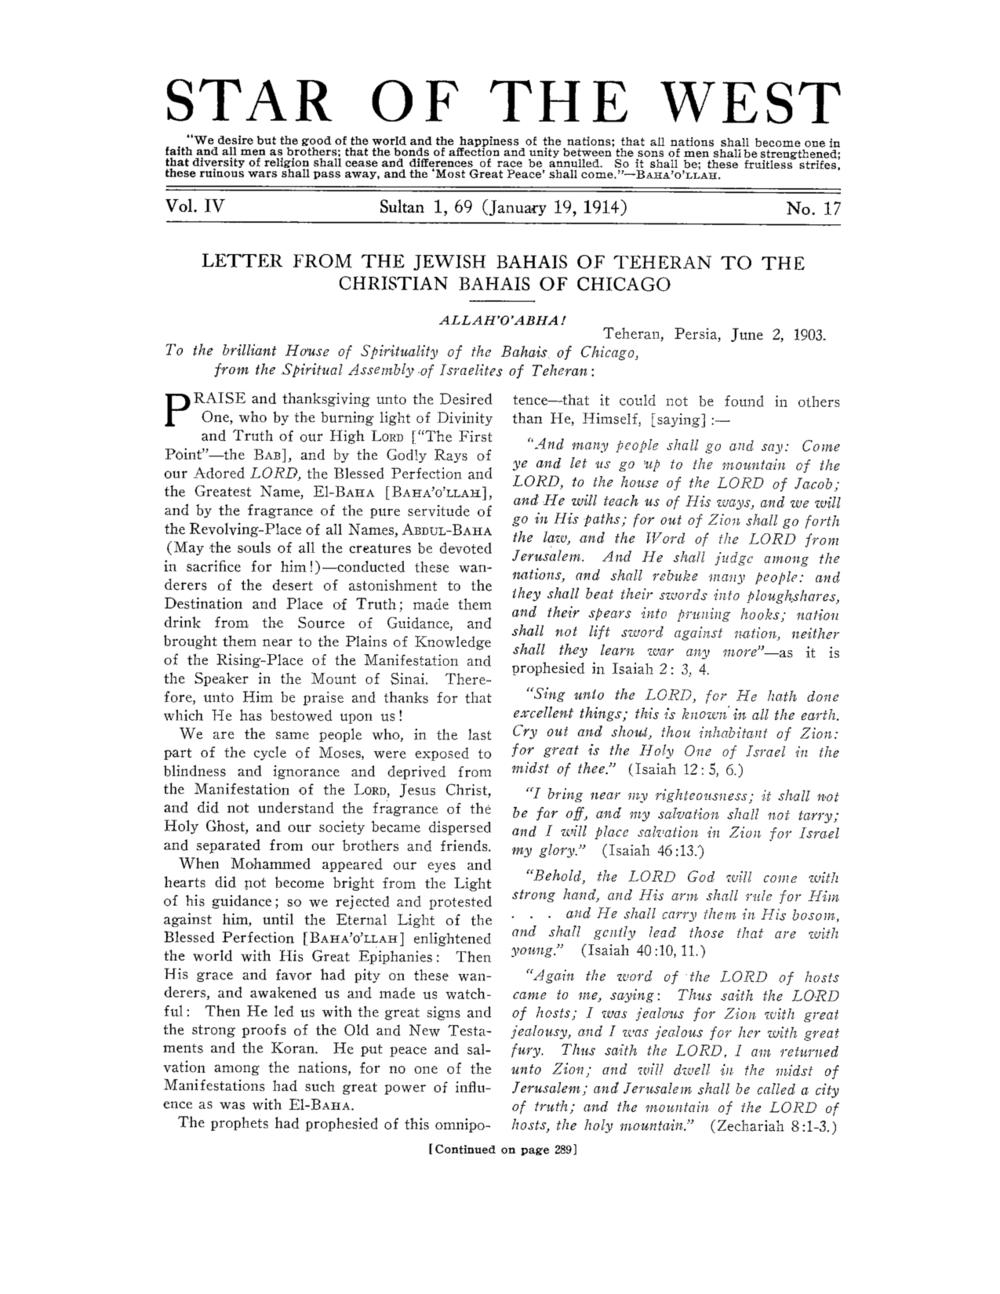 STAR OF THE WEST
"We desire but the good of the world and the happiness of the nations; that all nations shall become one in
faith and all men as brothers; that the bonds of affection and unity between the sons of men shall be strengthened;
that diversity of religion shall cease and differences of race be annulled. So it shall be; these fruitless strifes,
these ruinous wars shall pass away, and the 'Most Great Peace' shall come."—BAHA'O'LLAH.
Vol. IV Sultan 1, 69 (January 19, 1914) No. 17
LETTER FROM THE JEWISH BAHAIS OF TEHERAN TO THE
CHRISTIAN BAHAIS OF CHICAGO
ALLAH'O'ABHA!
Teheran, Persia, June 2, 1903.
To the brilliant House of Spirituality of the Bahais of Chicago,
from the Spiritual Assembly of Israelites of Teheran:
PRAISE and thanksgiving unto the Desired
One, who by the burning light of Divinity
and Truth of our High LORD ["The First
Point"—the BAB], and by the Godly Rays of
our Adored LORD, the Blessed Perfection and
the Greatest Name, El-BAHA [BAHA'O'LLAH],
and by the fragrance of the pure servitude of
the Revolving-Place of all Names, ABDUL-BAHA
(May the souls of all the creatures be devoted
in sacrifice for him!)—conducted these wan-
derers of the desert of astonishment to the
Destination and Place of Truth; made them
drink from the Source of Guidance, and
brought them near to the Plains of Knowledge
of the Rising-Place of the Manifestation and
the Speaker in the Mount of Sinai. There-
fore, unto Him be praise and thanks for that
which He has bestowed upon us!
We are the same people who, in the last
part of the cycle of Moses, were exposed to
blindness and ignorance and deprived from
the Manifestation of the LORD, Jesus Christ,
and did not understand the fragrance of the
Holy Ghost, and our society became dispersed
and separated from our brothers and friends.
When Mohammed appeared our eyes and
hearts did not become bright from the Light
of his guidance; so we rejected and protested
against him, until the Eternal Light of the
Blessed Perfection [BAHA'O'LLAH] enlightened
the world with His Great Epiphanies: Then
His grace and favor had pity on these wan-
derers, and awakened us and made us watch-
ful: Then He led us with the great signs and
the strong proofs of the Old and New Testa-
ments and the Koran. He put peace and sal-
vation among the nations, for no one of the
Manifestations had such great power of influ-
ence as was with El-BAHA.
The prophets had prophesied of this omnipo-
tence—that it could not be found in others
than He, Himself, [saying]:—
"And many people shall go and say: Come
ye and let us go up to the mountain of the
LORD, to the house of the LORD of Jacob;
and He will teach us of His ways, and we will
go in His paths; for out of Zion shall go forth
the law, and the Word of the LORD from
Jerusalem. And He shall judge among the
nations, and shall rebuke many people: and
they shall beat their swords into ploughshares,
and their spears into pruning hooks; nation
shall not lift sword against nation, neither
shall they learn war any more"—as it is
prophesied in Isaiah 2: 3, 4.
"Sing unto the LORD, for He hath done
excellent things; this is known in all the earth.
Cry out and shout, thou inhabitant of Zion:
for great is the Holy One of Israel in the
midst of thee." (Isaiah 12: 5, 6.)
"I bring near my righteousness; it shall not
be far off, and my salvation shall not tarry;
and I will place salvation in Zion for Israel
my glory." (Isaiah 46:13.)
"Behold, the LORD God will come with
strong hand, and His arm shall rule for Him
. . . and He shall carry them in His bosom,
and shall gently lead those that are with
young." (Isaiah 40:10, 11.)
"Again the word of the LORD of hosts
came to me, saying: Thus saith the LORD
of hosts; I was jealous for Zion with great
jealousy, and I was jealous for her with great
fury. Thus saith the LORD, I am returned
unto Zion; and will dwell in the midst of
Jerusalem; and Jerusalem shall be called a city
of truth; and the mountain of the LORD of
hosts, the holy mountain." (Zechariah 8:1-3.)
[Continued on page 289]